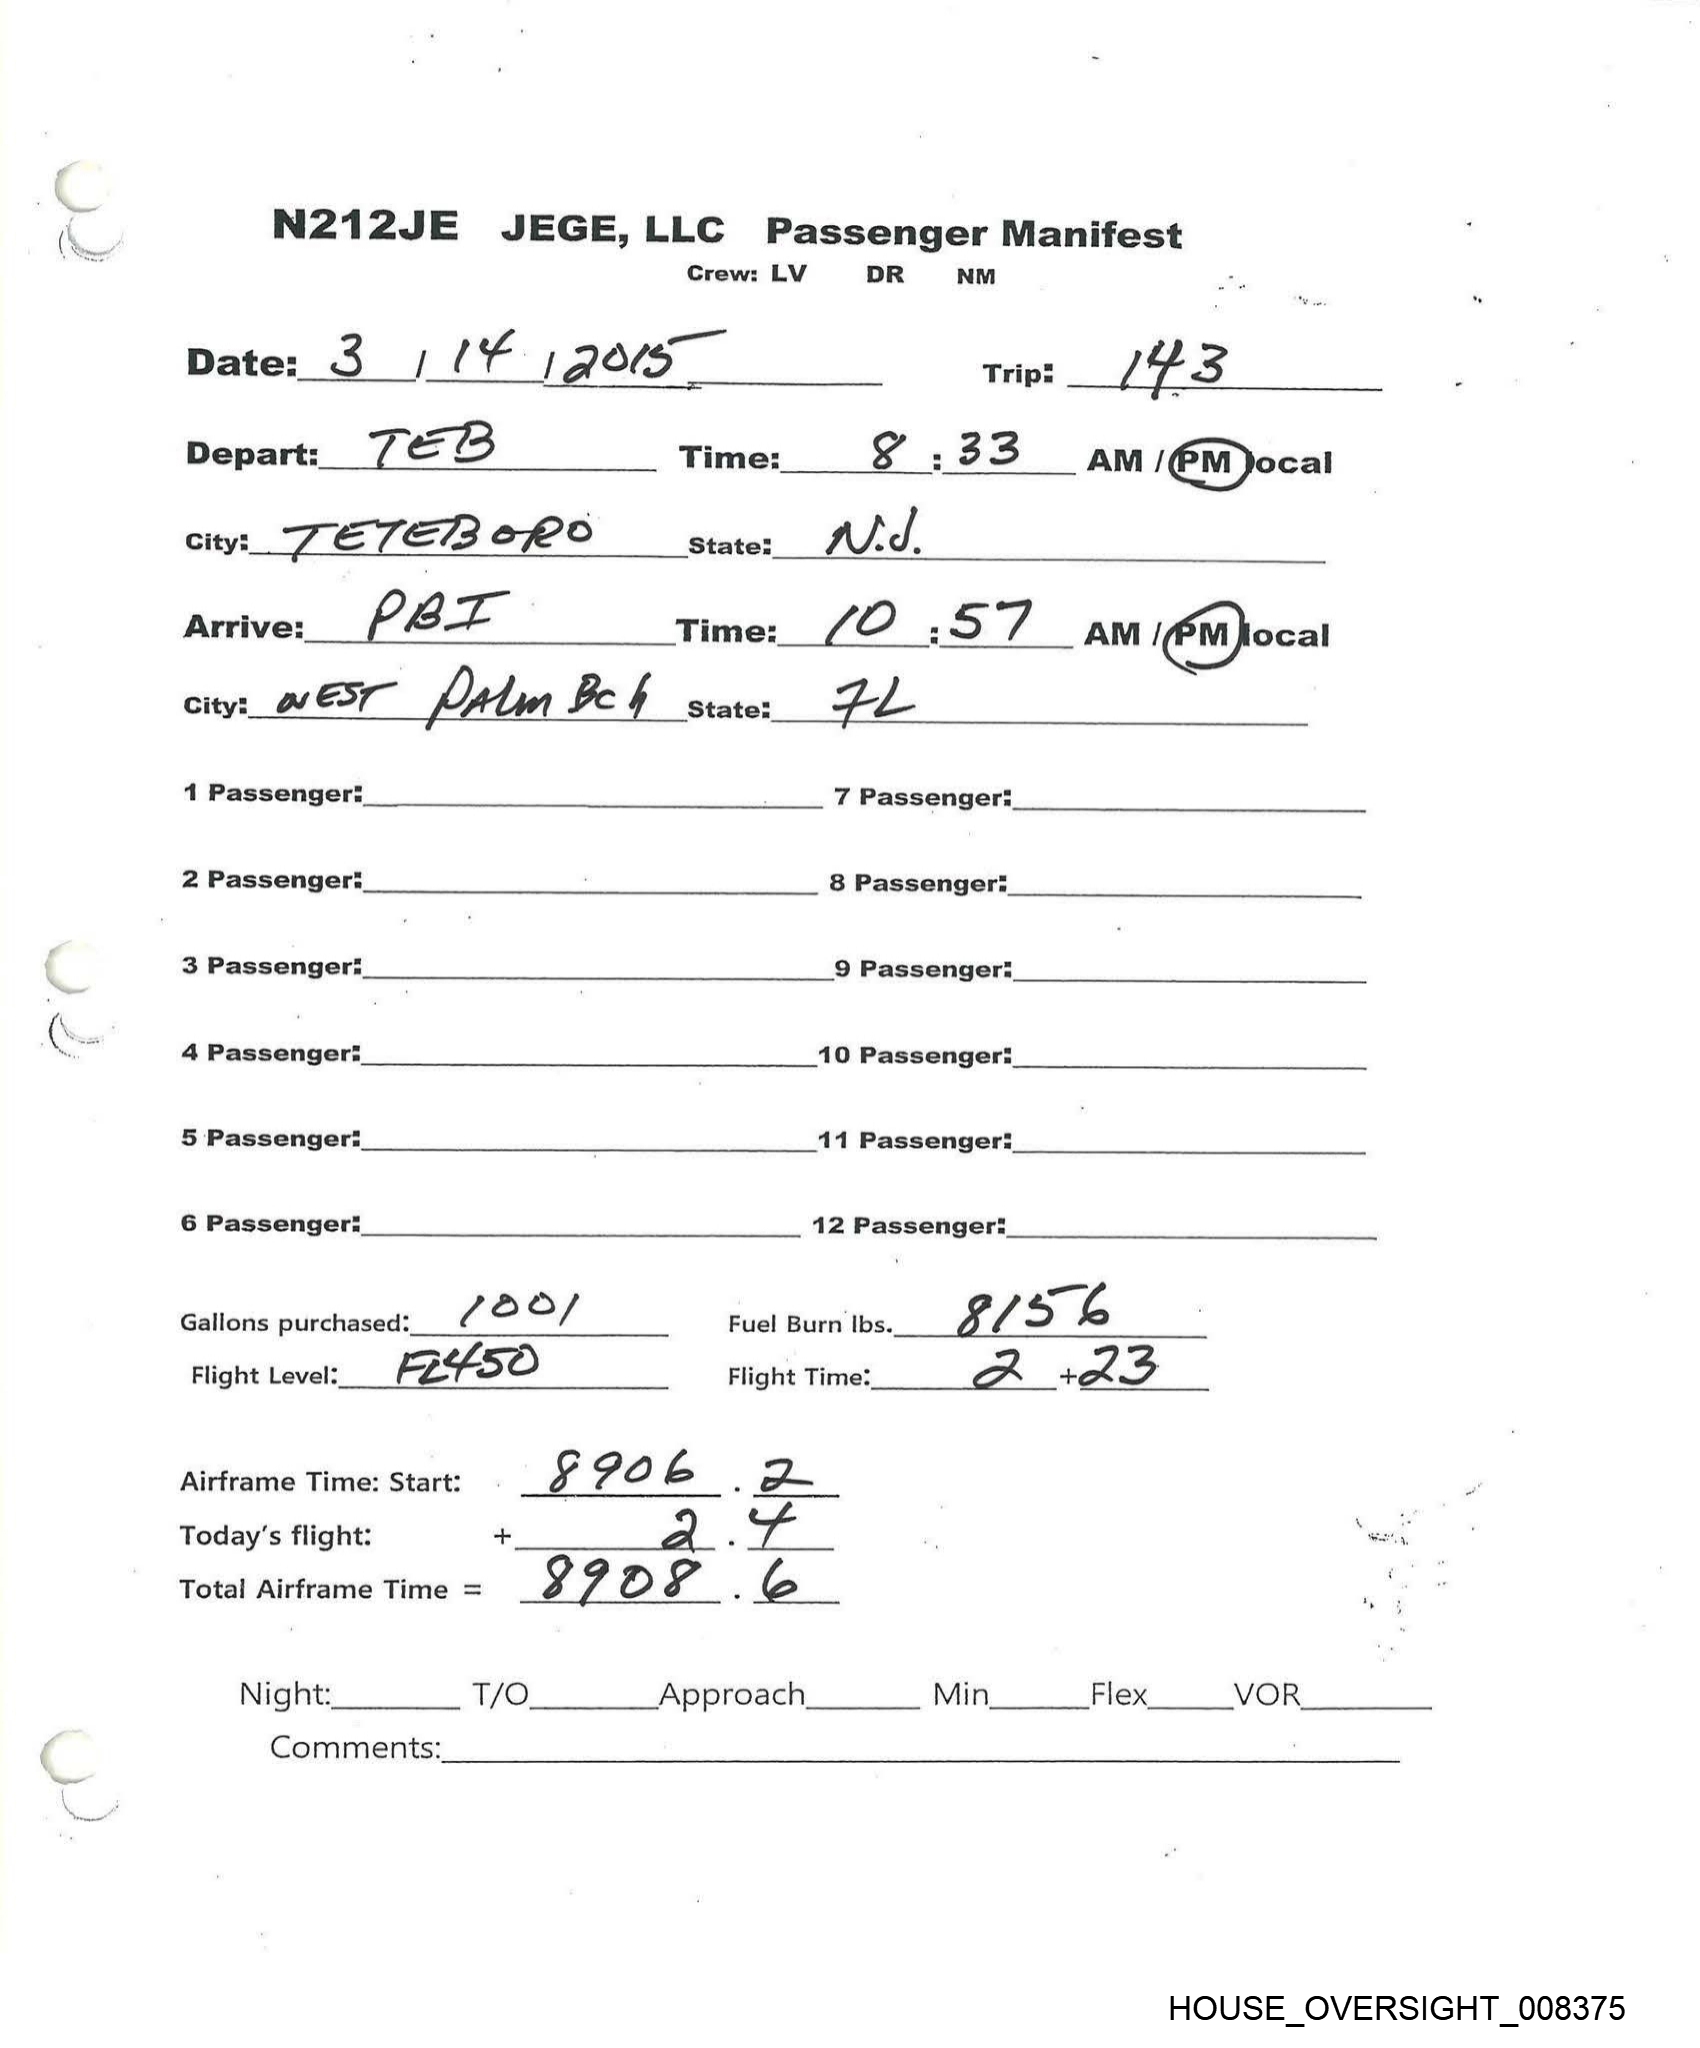 N212JE JEGE, LLC Passenger Manifest
Crew: LV DR NM
Date: 3 / 14 / 2015 Trip: 143
Depart: TEB Time: 8 : 33 AM / PM local
City: TETEBORO State: N.J.
Arrive: PBI Time: 10 : 57 AM / PM local
City: WEST PALM BCH State: FL
1 Passenger: 7 Passenger:
2 Passenger: 8 Passenger:
3 Passenger: 9 Passenger:
4 Passenger: 10 Passenger:
5 Passenger: 11 Passenger:
6 Passenger: 12 Passenger:
Gallons purchased: 1001 Fuel Burn lbs. 8156
Flight Level: FL450 Flight Time: 2 + 23
Airframe Time: Start: 8906 . 2
Today's flight: + 2 . 4
Total Airframe Time = 8908 . 6
Night: T/O Approach Min Flex VOR
Comments:
HOUSE_OVERSIGHT_008375